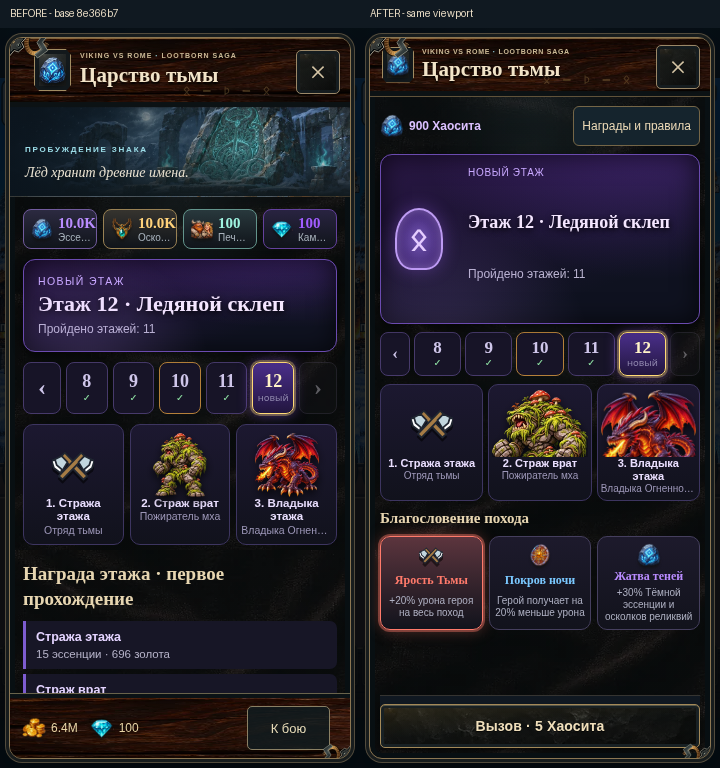 BEFORE - base 8e366b7
VIKING VS ROME · LOOTBORN SAGA
Царство тьмы
×
ПРОБУЖДЕНИЕ ЗНАКА
Лёд хранит древние имена.
10.0K
Эссе…
10.0K
Оско…
100
Печ…
100
Кам…
НОВЫЙ ЭТАЖ
Этаж 12 · Ледяной склеп
Пройдено этажей: 11
‹
8
✓
9
✓
10
✓
11
✓
12
НОВЫЙ
›
1. Стража
этажа
Отряд тьмы
2. Страж врат
Пожиратель мха
3. Владыка
этажа
Владыка Огнен…
Награда этажа · первое
прохождение
Стража этажа
15 эссенции · 696 золота
Страж врат
6.4M
100
К бою
AFTER - same viewport
VIKING VS ROME · LOOTBORN SAGA
Царство тьмы
×
900 Хаосита
Награды и правила
НОВЫЙ ЭТАЖ
Этаж 12 · Ледяной склеп
Пройдено этажей: 11
‹
8
✓
9
✓
10
✓
11
✓
12
НОВЫЙ
›
1. Стража этажа
Отряд тьмы
2. Страж врат
Пожиратель мха
3. Владыка
этажа
Владыка Огненно…
Благословение похода
Ярость Тьмы
+20% урона героя
на весь поход
Покров ночи
Герой получает на
20% меньше урона
Жатва теней
+30% Тёмной
эссенции и
осколков реликвий
Вызов · 5 Хаосита